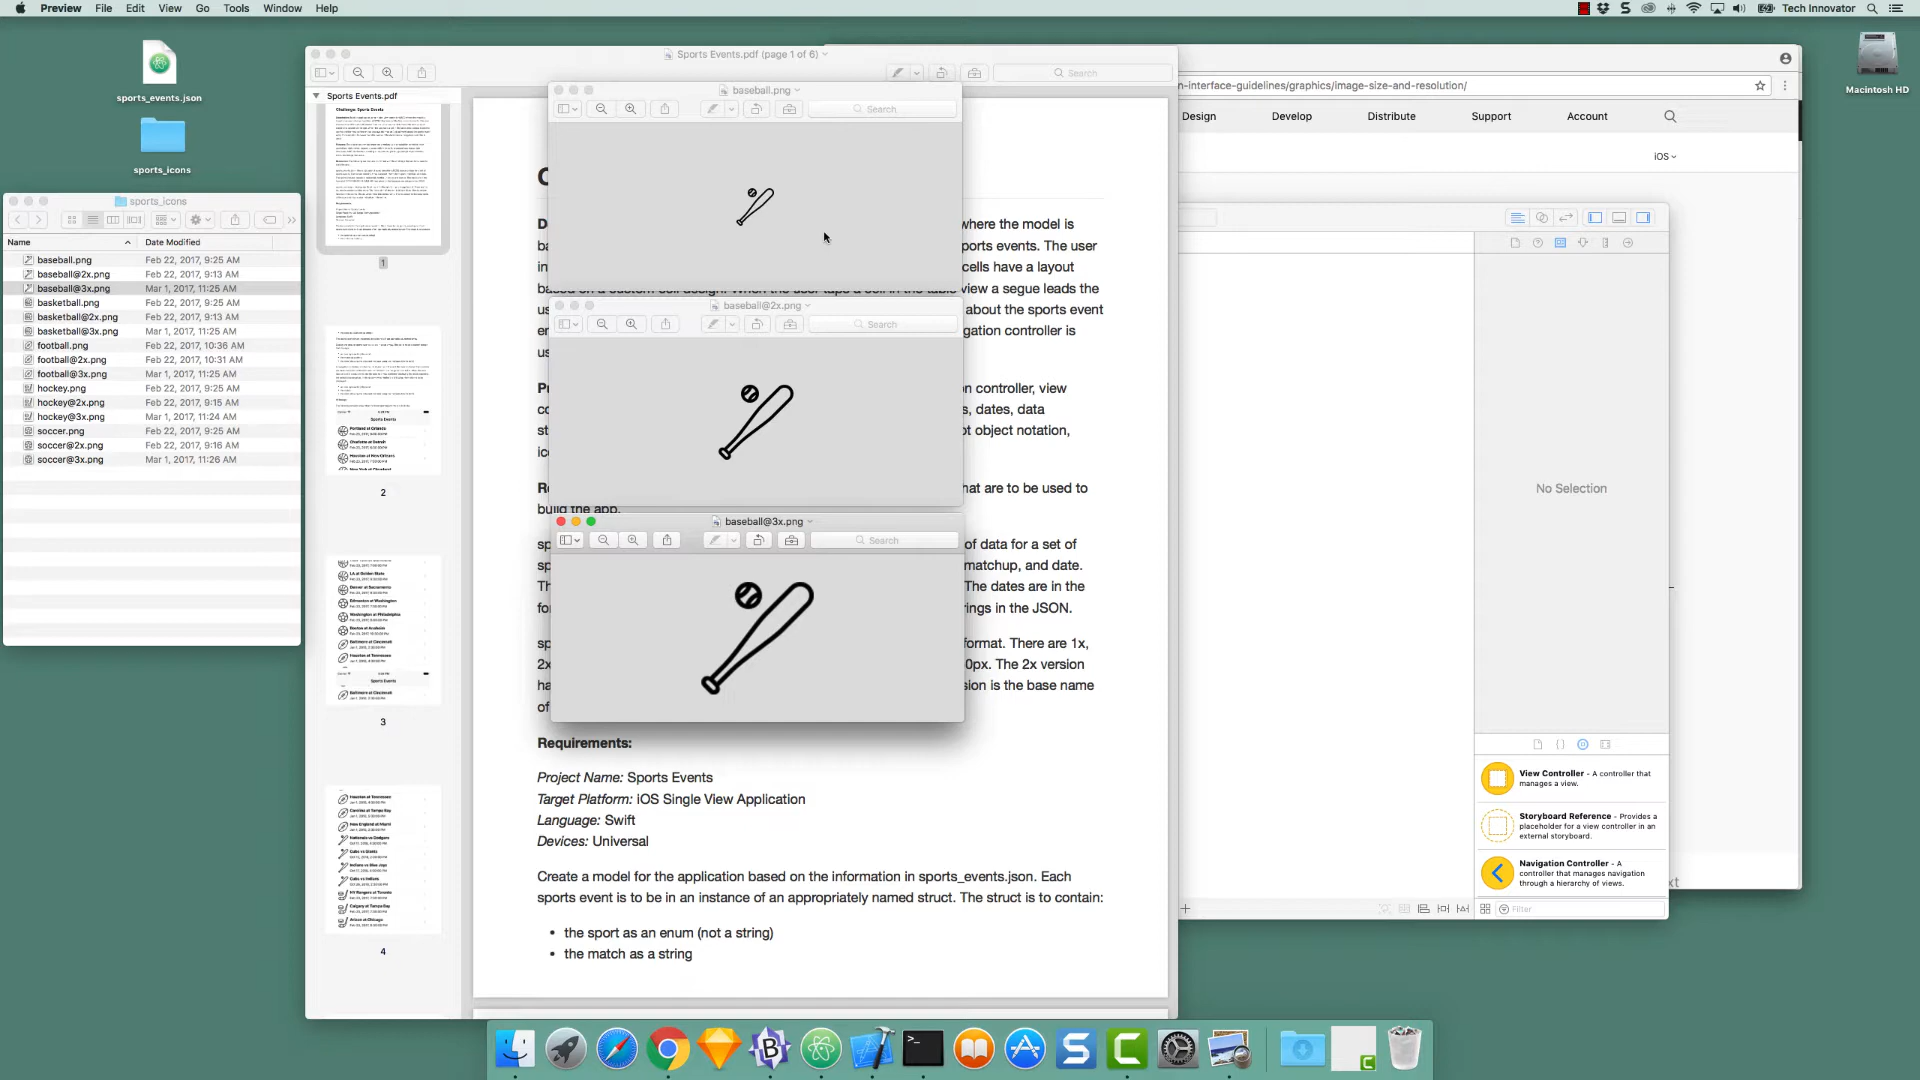 Preview File Edit View Go Tools Window Help
Tech Innovator
sports_events.json
sports_icons
Macintosh HD
sports_icons
Name Date Modified
baseball.png Feb 22, 2017, 9:25 AM
baseball@2x.png Feb 22, 2017, 9:13 AM
baseball@3x.png Mar 1, 2017, 11:25 AM
basketball.png Feb 22, 2017, 9:25 AM
basketball@2x.png Feb 22, 2017, 9:13 AM
basketball@3x.png Mar 1, 2017, 11:25 AM
football.png Feb 22, 2017, 10:36 AM
football@2x.png Feb 22, 2017, 10:31 AM
football@3x.png Mar 1, 2017, 11:25 AM
hockey.png Feb 22, 2017, 9:25 AM
hockey@2x.png Feb 22, 2017, 9:15 AM
hockey@3x.png Mar 1, 2017, 11:24 AM
soccer.png Feb 22, 2017, 9:25 AM
soccer@2x.png Feb 22, 2017, 9:16 AM
soccer@3x.png Mar 1, 2017, 11:26 AM
Sports Events.pdf (page 1 of 6)
Search
Sports Events.pdf
1
2
3
4
baseball.png
Search
baseball@2x.png
Search
baseball@3x.png
Search
where the model is
ports events. The user
cells have a layout
view a segue leads the
about the sports event
gation controller is
n controller, view
s, dates, data
ot object notation,
hat are to be used to
build the app.
of data for a set of
matchup, and date.
The dates are in the
rings in the JSON.
format. There are 1x,
0px. The 2x version
sion is the base name
of
Requirements:
Project Name: Sports Events
Target Platform: iOS Single View Application
Language: Swift
Devices: Universal
Create a model for the application based on the information in sports_events.json. Each
sports event is to be in an instance of an appropriately named struct. The struct is to contain:
• the sport as an enum (not a string)
• the match as a string
n-interface-guidelines/graphics/image-size-and-resolution/
Design Develop Distribute Support Account
iOS
No Selection
View Controller - A controller that
manages a view.
Storyboard Reference - Provides a
placeholder for a view controller in an
external storyboard.
Navigation Controller - A
controller that manages navigation
through a hierarchy of views.
Filter
xt